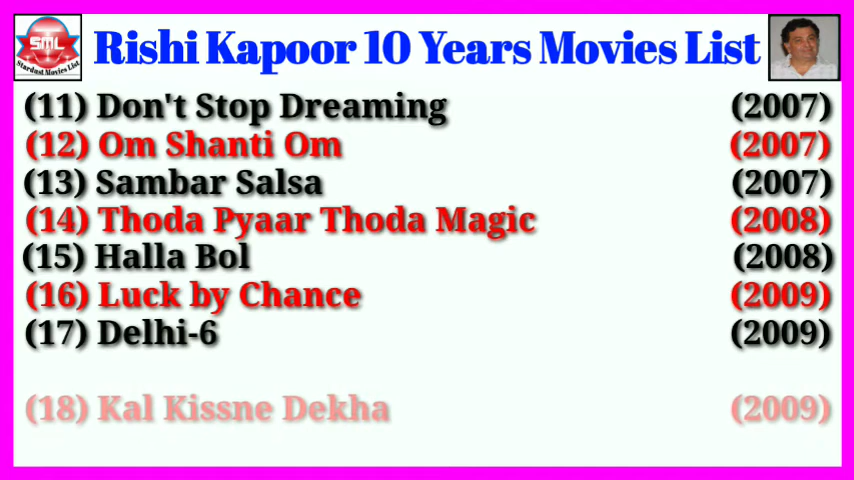 SML
Stardust Movies List
Rishi Kapoor 10 Years Movies List
(11) Don't Stop Dreaming (2007)
(12) Om Shanti Om (2007)
(13) Sambar Salsa (2007)
(14) Thoda Pyaar Thoda Magic (2008)
(15) Halla Bol (2008)
(16) Luck by Chance (2009)
(17) Delhi-6 (2009)
(18) Kal Kissne Dekha (2009)